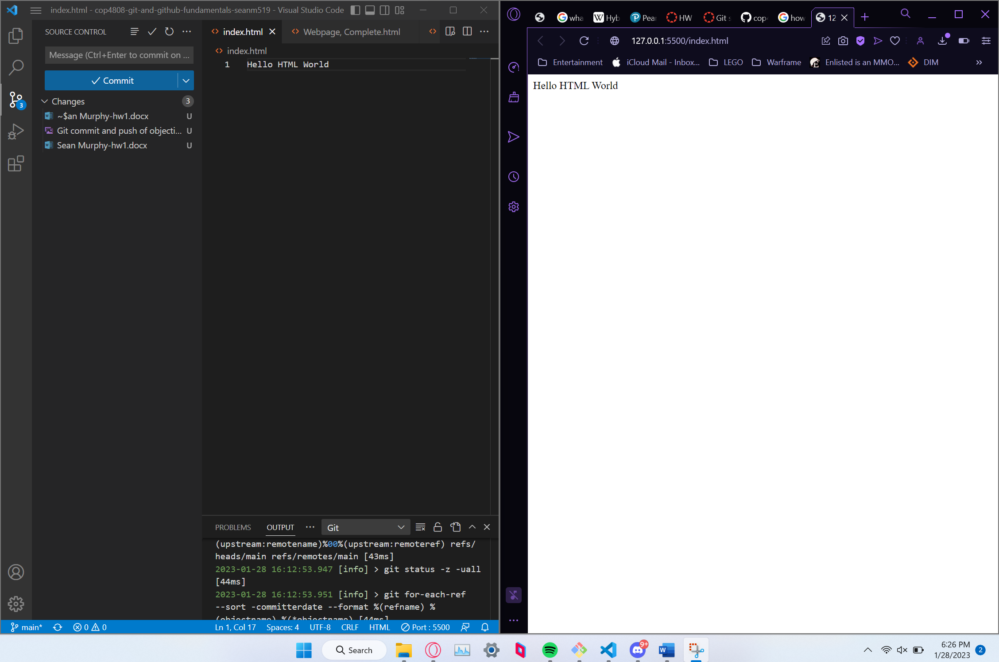 index.html - cop4808-git-and-github-fundamentals-seanm519 - Visual Studio Code
SOURCE CONTROL
Message (Ctrl+Enter to commit on ...
Commit
Changes 3
~$an Murphy-hw1.docx U
Git commit and push of objecti... U
Sean Murphy-hw1.docx U
3
index.html
Webpage, Complete.html
index.html
1 Hello HTML World
PROBLEMS OUTPUT ... Git
(upstream:remotename)%00%(upstream:remoteref) refs/
heads/main refs/remotes/main [43ms]
2023-01-28 16:12:53.947 [info] > git status -z -uall
[44ms]
2023-01-28 16:12:53.951 [info] > git for-each-ref
--sort -committerdate --format %(refname) %
(objectname) %(*objectname) [44ms]
main* 0 0 Ln 1, Col 17 Spaces: 4 UTF-8 CRLF HTML Port : 5500
wha Hyb Pear HW Git cop how 12
127.0.0.1:5500/index.html
Entertainment iCloud Mail - Inbox... LEGO Warframe Enlisted is an MMO... DIM
Hello HTML World
Search
9+
6:26 PM
1/28/2023
2